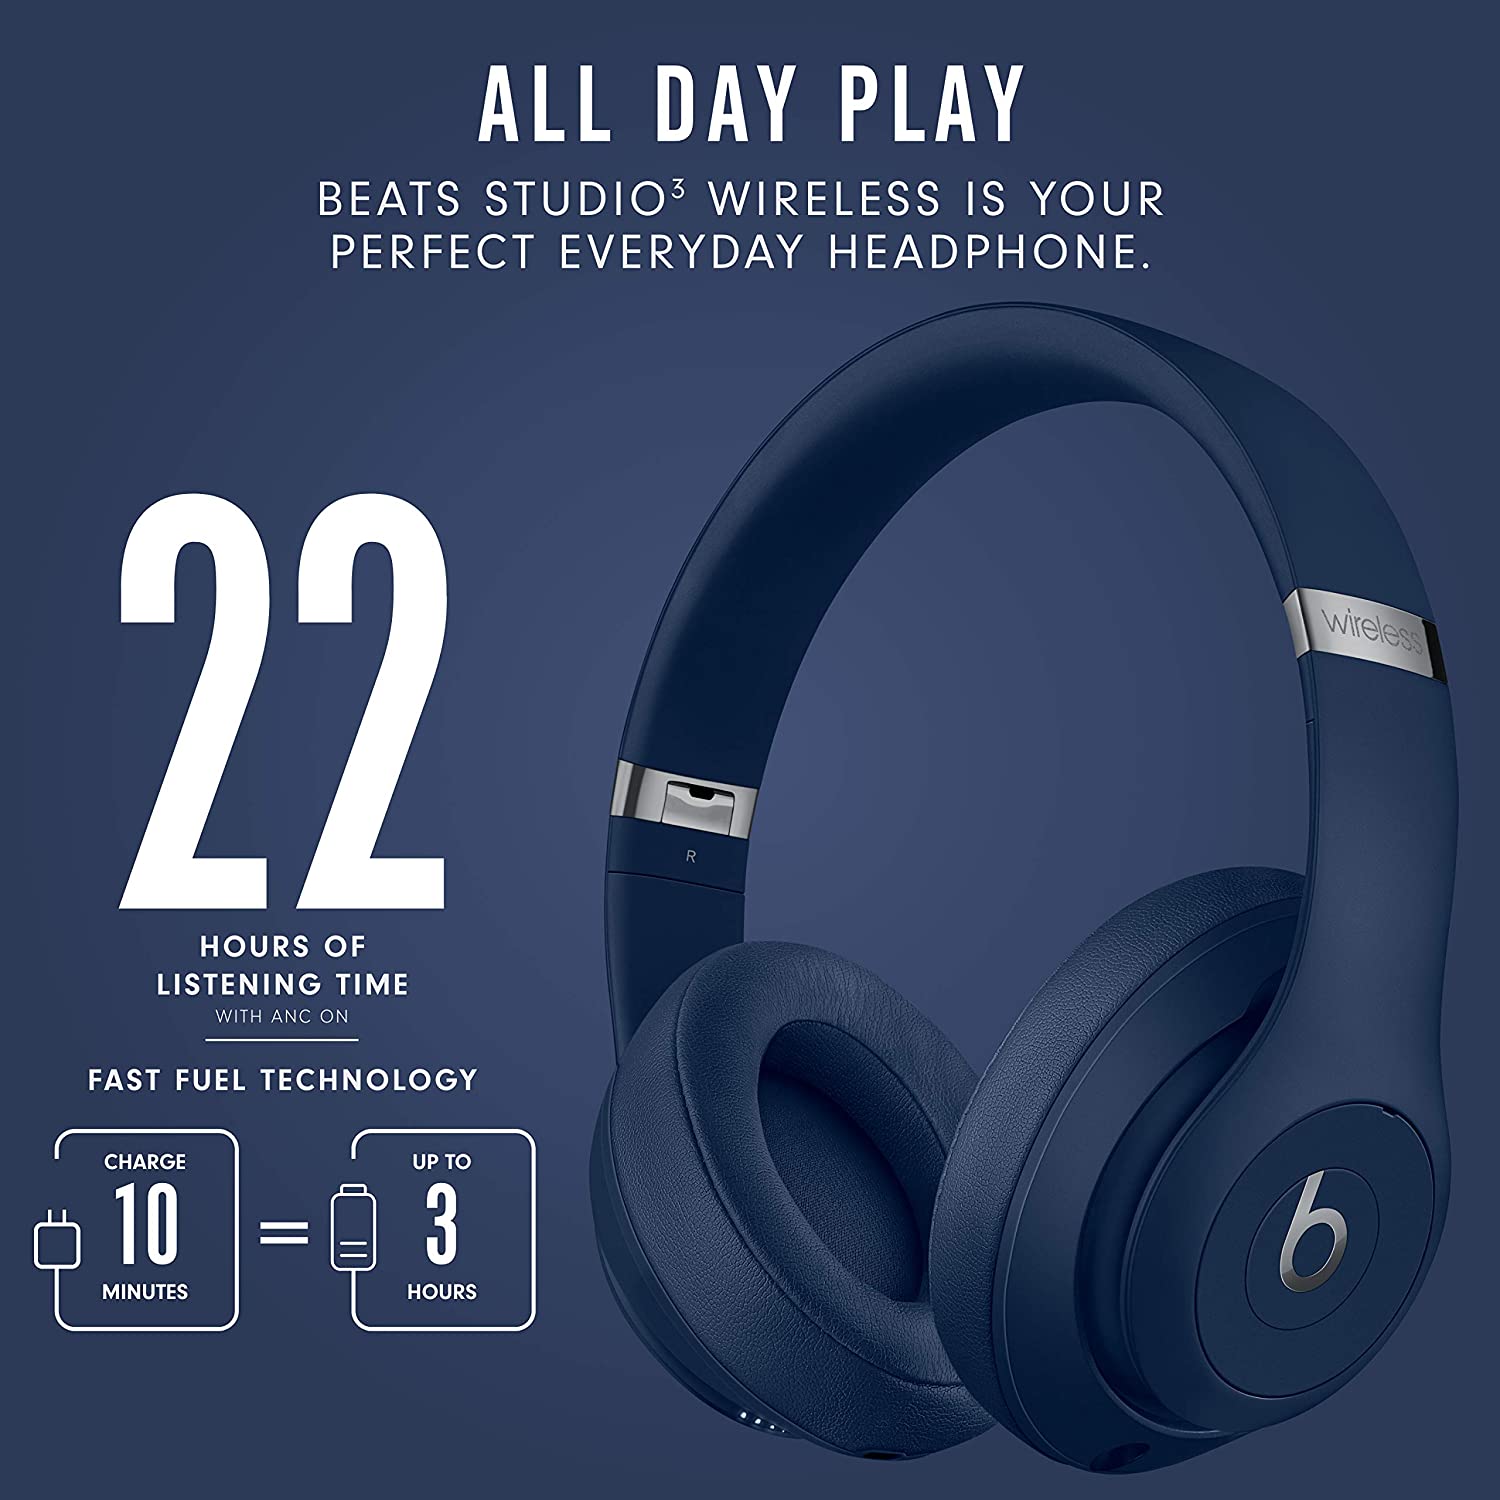 ALL DAY PLAY
BEATS STUDIO³ WIRELESS IS YOUR
PERFECT EVERYDAY HEADPHONE.
wireless
R
22
HOURS OF
LISTENING TIME
WITH ANC ON
FAST FUEL TECHNOLOGY
CHARGE
10
MINUTES
=
UP TO
3
HOURS
b